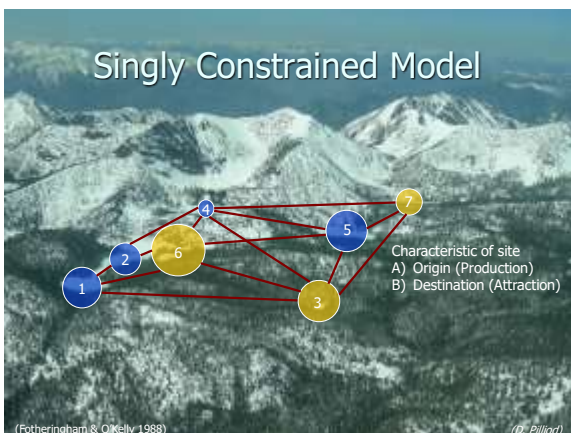 Singly Constrained Model
4
7
5
6
2
1
3
Characteristic of site
A) Origin (Production)
B) Destination (Attraction)
(Fotheringham & O'Kelly 1988)
(D. Pilliod)